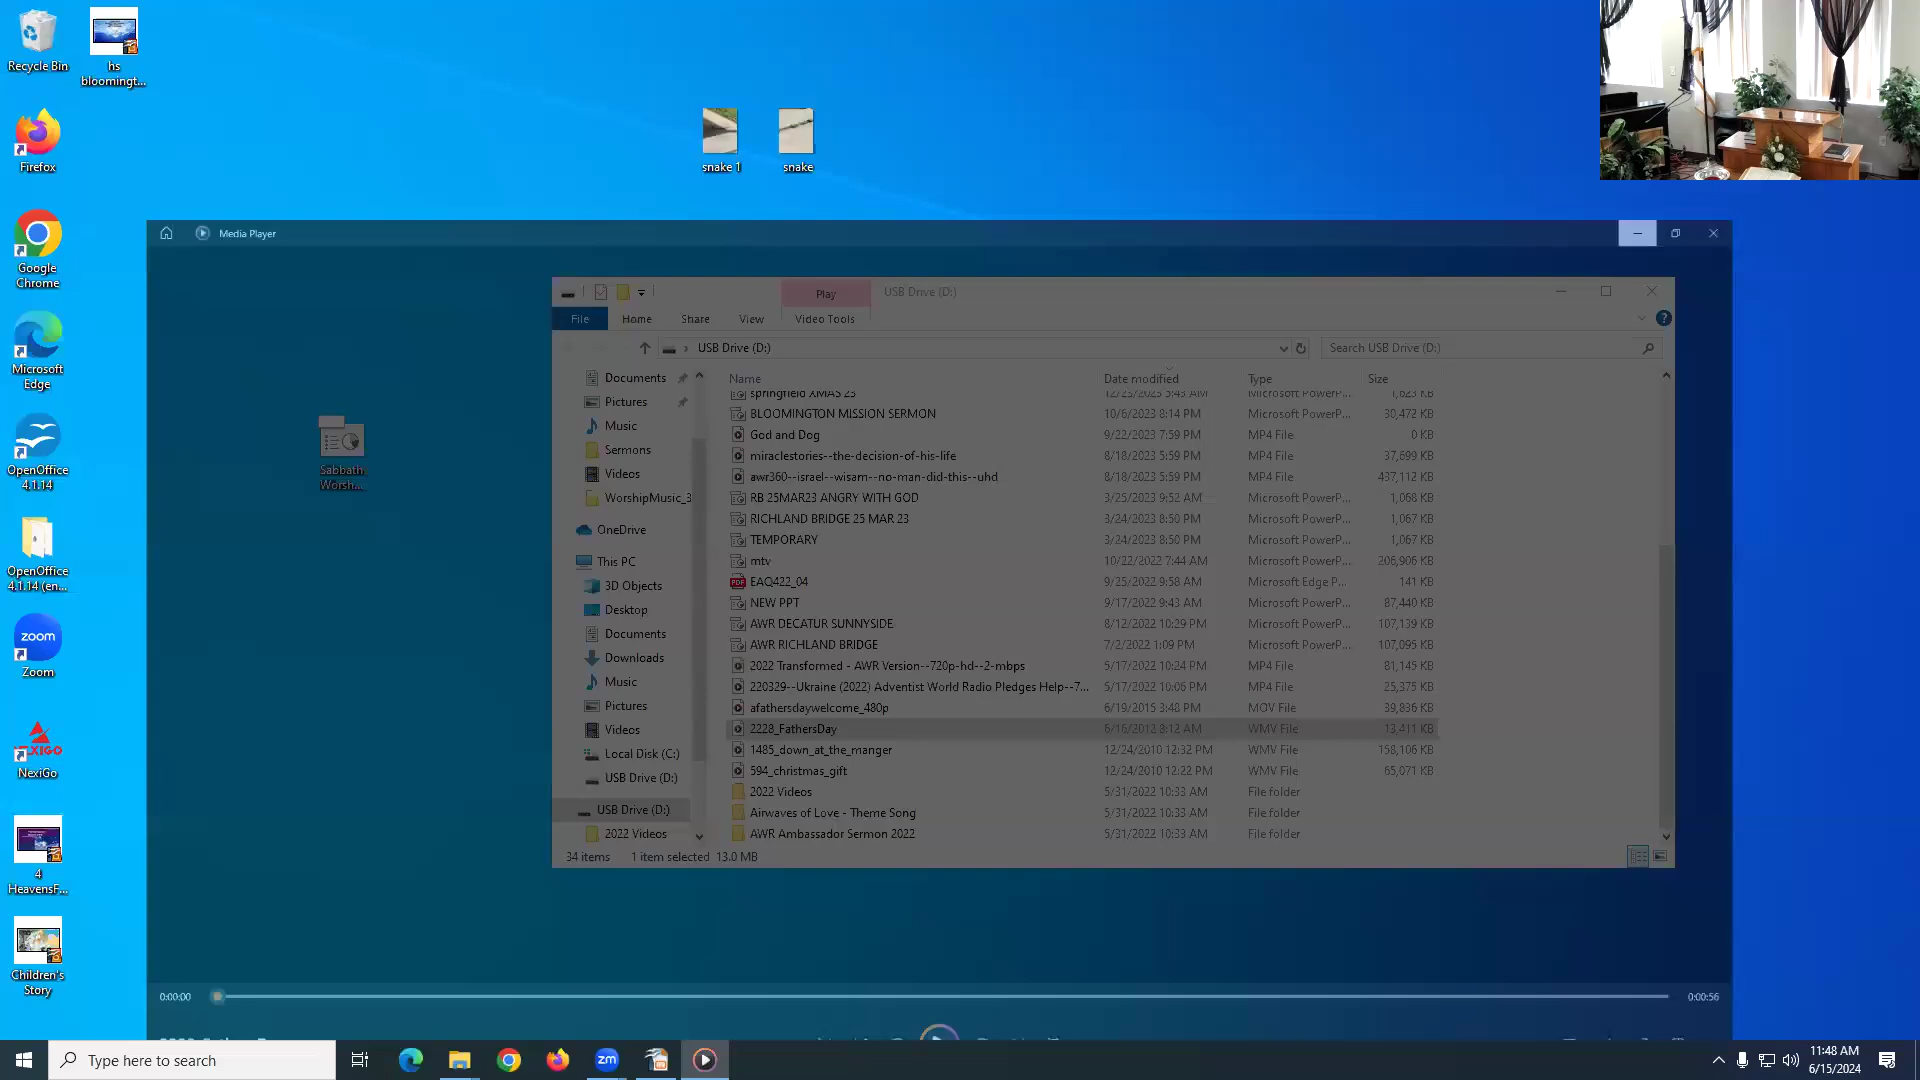 Recycle Bin
hs
bloomingt...
Firefox
Google
Chrome
Microsoft
Edge
OpenOffice
4.1.14
OpenOffice
4.1.14 (en...
zoom
Zoom
NEXIGO
NexiGo
4
HeavensF...
Children's
Story
snake 1
snake
Sabbath
Worsh...
Media Player
Play
USB Drive (D:)
File
Home
Share
View
Video Tools
USB Drive (D:)
Search USB Drive (D:)
Documents
Pictures
Music
Sermons
Videos
WorshipMusic_3
OneDrive
This PC
3D Objects
Desktop
Documents
Downloads
Music
Pictures
Videos
Local Disk (C:)
USB Drive (D:)
USB Drive (D:)
2022 Videos
Name Date modified Type Size
springfield XMAS 23 12/23/2023 5:43 AM Microsoft PowerP... 1,623 KB
BLOOMINGTON MISSION SERMON 10/6/2023 8:14 PM Microsoft PowerP... 30,472 KB
God and Dog 9/22/2023 7:59 PM MP4 File 0 KB
miraclestories--the-decision-of-his-life 8/18/2023 5:59 PM MP4 File 37,699 KB
awr360--israel--wisam--no-man-did-this--uhd 8/18/2023 5:59 PM MP4 File 437,112 KB
RB 25MAR23 ANGRY WITH GOD 3/25/2023 9:52 AM Microsoft PowerP... 1,068 KB
RICHLAND BRIDGE 25 MAR 23 3/24/2023 8:50 PM Microsoft PowerP... 1,067 KB
TEMPORARY 3/24/2023 8:50 PM Microsoft PowerP... 1,067 KB
mtv 10/22/2022 7:44 AM Microsoft PowerP... 206,906 KB
PDF EAQ422_04 9/25/2022 9:58 AM Microsoft Edge P... 141 KB
NEW PPT 9/17/2022 9:43 AM Microsoft PowerP... 87,440 KB
AWR DECATUR SUNNYSIDE 8/12/2022 10:29 PM Microsoft PowerP... 107,139 KB
AWR RICHLAND BRIDGE 7/2/2022 1:09 PM Microsoft PowerP... 107,095 KB
2022 Transformed - AWR Version--720p-hd--2-mbps 5/17/2022 10:24 PM MP4 File 81,145 KB
220329--Ukraine (2022) Adventist World Radio Pledges Help--7... 5/17/2022 10:06 PM MP4 File 25,375 KB
afathersdaywelcome_480p 6/19/2015 3:48 PM MOV File 39,836 KB
2228_FathersDay 6/16/2013 8:12 AM WMV File 13,411 KB
1485_down_at_the_manger 12/24/2010 12:32 PM WMV File 158,106 KB
594_christmas_gift 12/24/2010 12:22 PM WMV File 65,071 KB
2022 Videos 5/31/2022 10:33 AM File folder
Airwaves of Love - Theme Song 5/31/2022 10:33 AM File folder
AWR Ambassador Sermon 2022 5/31/2022 10:33 AM File folder
34 items 1 item selected 13.0 MB
0:00:00
0:00:56
Type here to search
zm
11:48 AM
6/15/2024